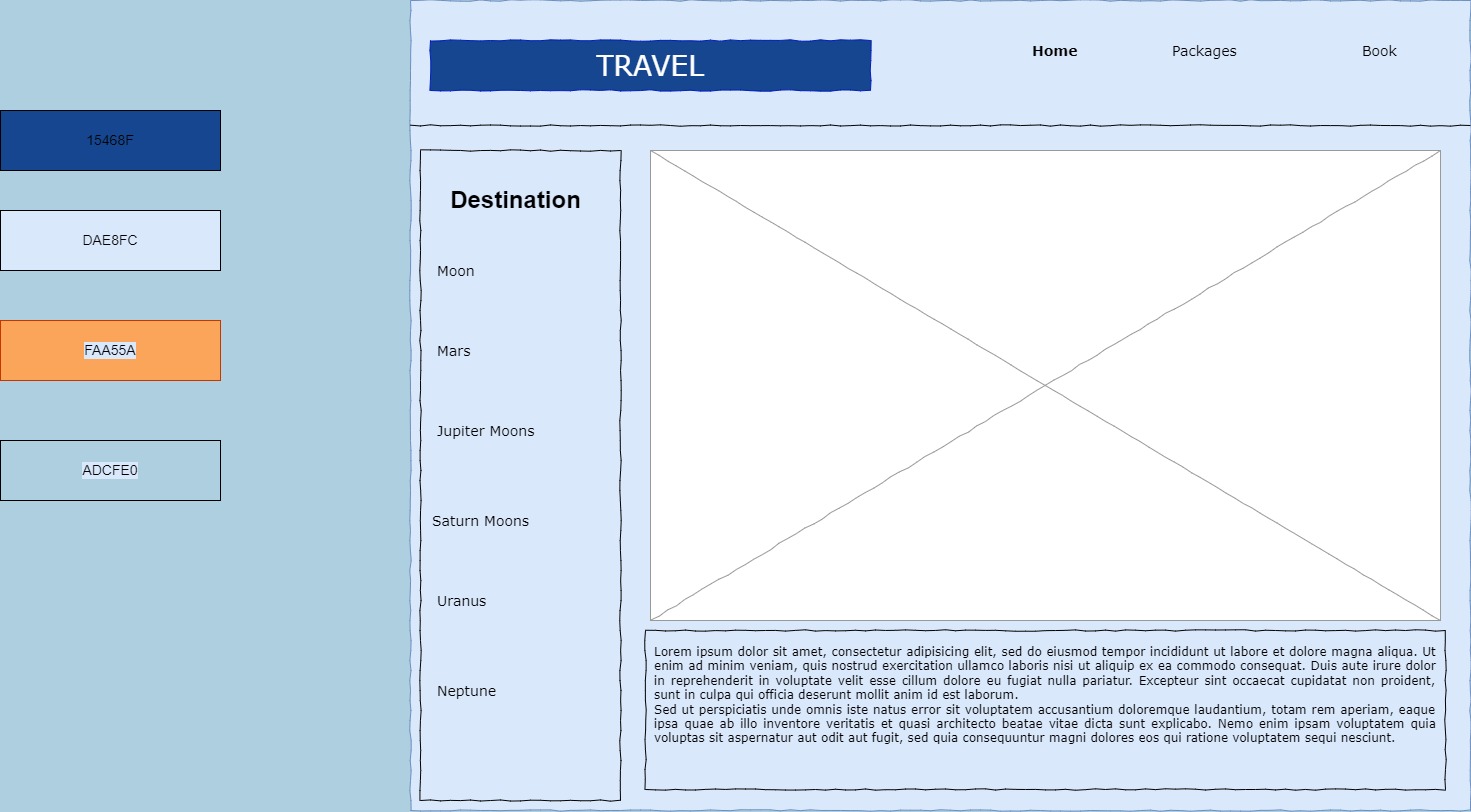 15468F
DAE8FC
FAA55A
ADCFE0
TRAVEL
Home
Packages
Book
Destination
Moon
Mars
Jupiter Moons
Saturn Moons
Uranus
Neptune
Lorem ipsum dolor sit amet, consectetur adipisicing elit, sed do eiusmod tempor incididunt ut labore et dolore magna aliqua. Ut
enim ad minim veniam, quis nostrud exercitation ullamco laboris nisi ut aliquip ex ea commodo consequat. Duis aute irure dolor
in reprehenderit in voluptate velit esse cillum dolore eu fugiat nulla pariatur. Excepteur sint occaecat cupidatat non proident,
sunt in culpa qui officia deserunt mollit anim id est laborum.
Sed ut perspiciatis unde omnis iste natus error sit voluptatem accusantium doloremque laudantium, totam rem aperiam, eaque
ipsa quae ab illo inventore veritatis et quasi architecto beatae vitae dicta sunt explicabo. Nemo enim ipsam voluptatem quia
voluptas sit aspernatur aut odit aut fugit, sed quia consequuntur magni dolores eos qui ratione voluptatem sequi nesciunt.